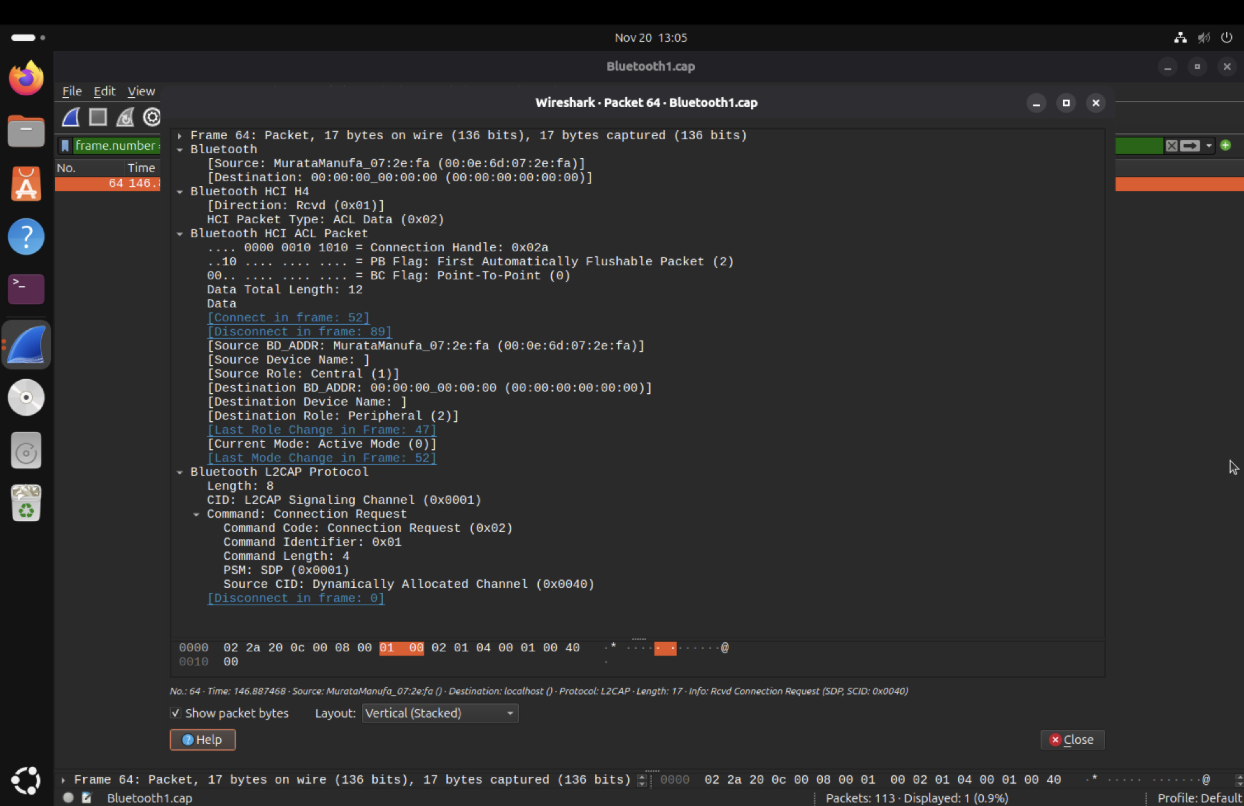 Nov 20 13:05
Bluetooth1.cap
File Edit View
Wireshark · Packet 64 · Bluetooth1.cap
frame.number
No. Time
64 146.
Frame 64: Packet, 17 bytes on wire (136 bits), 17 bytes captured (136 bits)
Bluetooth
[Source: MurataManufa_07:2e:fa (00:0e:6d:07:2e:fa)]
[Destination: 00:00:00_00:00:00 (00:00:00:00:00:00)]
Bluetooth HCI H4
[Direction: Rcvd (0x01)]
HCI Packet Type: ACL Data (0x02)
Bluetooth HCI ACL Packet
.... 0000 0010 1010 = Connection Handle: 0x02a
..10 .... .... .... = PB Flag: First Automatically Flushable Packet (2)
00.. .... .... .... = BC Flag: Point-To-Point (0)
Data Total Length: 12
Data
[Connect in frame: 52]
[Disconnect in frame: 89]
[Source BD_ADDR: MurataManufa_07:2e:fa (00:0e:6d:07:2e:fa)]
[Source Device Name: ]
[Source Role: Central (1)]
[Destination BD_ADDR: 00:00:00_00:00:00 (00:00:00:00:00:00)]
[Destination Device Name: ]
[Destination Role: Peripheral (2)]
[Last Role Change in Frame: 47]
[Current Mode: Active Mode (0)]
[Last Mode Change in Frame: 52]
Bluetooth L2CAP Protocol
Length: 8
CID: L2CAP Signaling Channel (0x0001)
Command: Connection Request
Command Code: Connection Request (0x02)
Command Identifier: 0x01
Command Length: 4
PSM: SDP (0x0001)
Source CID: Dynamically Allocated Channel (0x0040)
[Disconnect in frame: 0]
0000 02 2a 20 0c 00 08 00 01 00 02 01 04 00 01 00 40 ·* ···· · ·······@
0010 00 ·
No.: 64 · Time: 146.887468 · Source: MurataManufa_07:2e:fa () · Destination: localhost () · Protocol: L2CAP · Length: 17 · Info: Rcvd Connection Request (SDP, SCID: 0x0040)
Show packet bytes Layout: Vertical (Stacked)
Help Close
Frame 64: Packet, 17 bytes on wire (136 bits), 17 bytes captured (136 bits) 0000 02 2a 20 0c 00 08 00 01 00 02 01 04 00 01 00 40 ·* ····· ·······@
Bluetooth1.cap Packets: 113 · Displayed: 1 (0.9%) Profile: Default